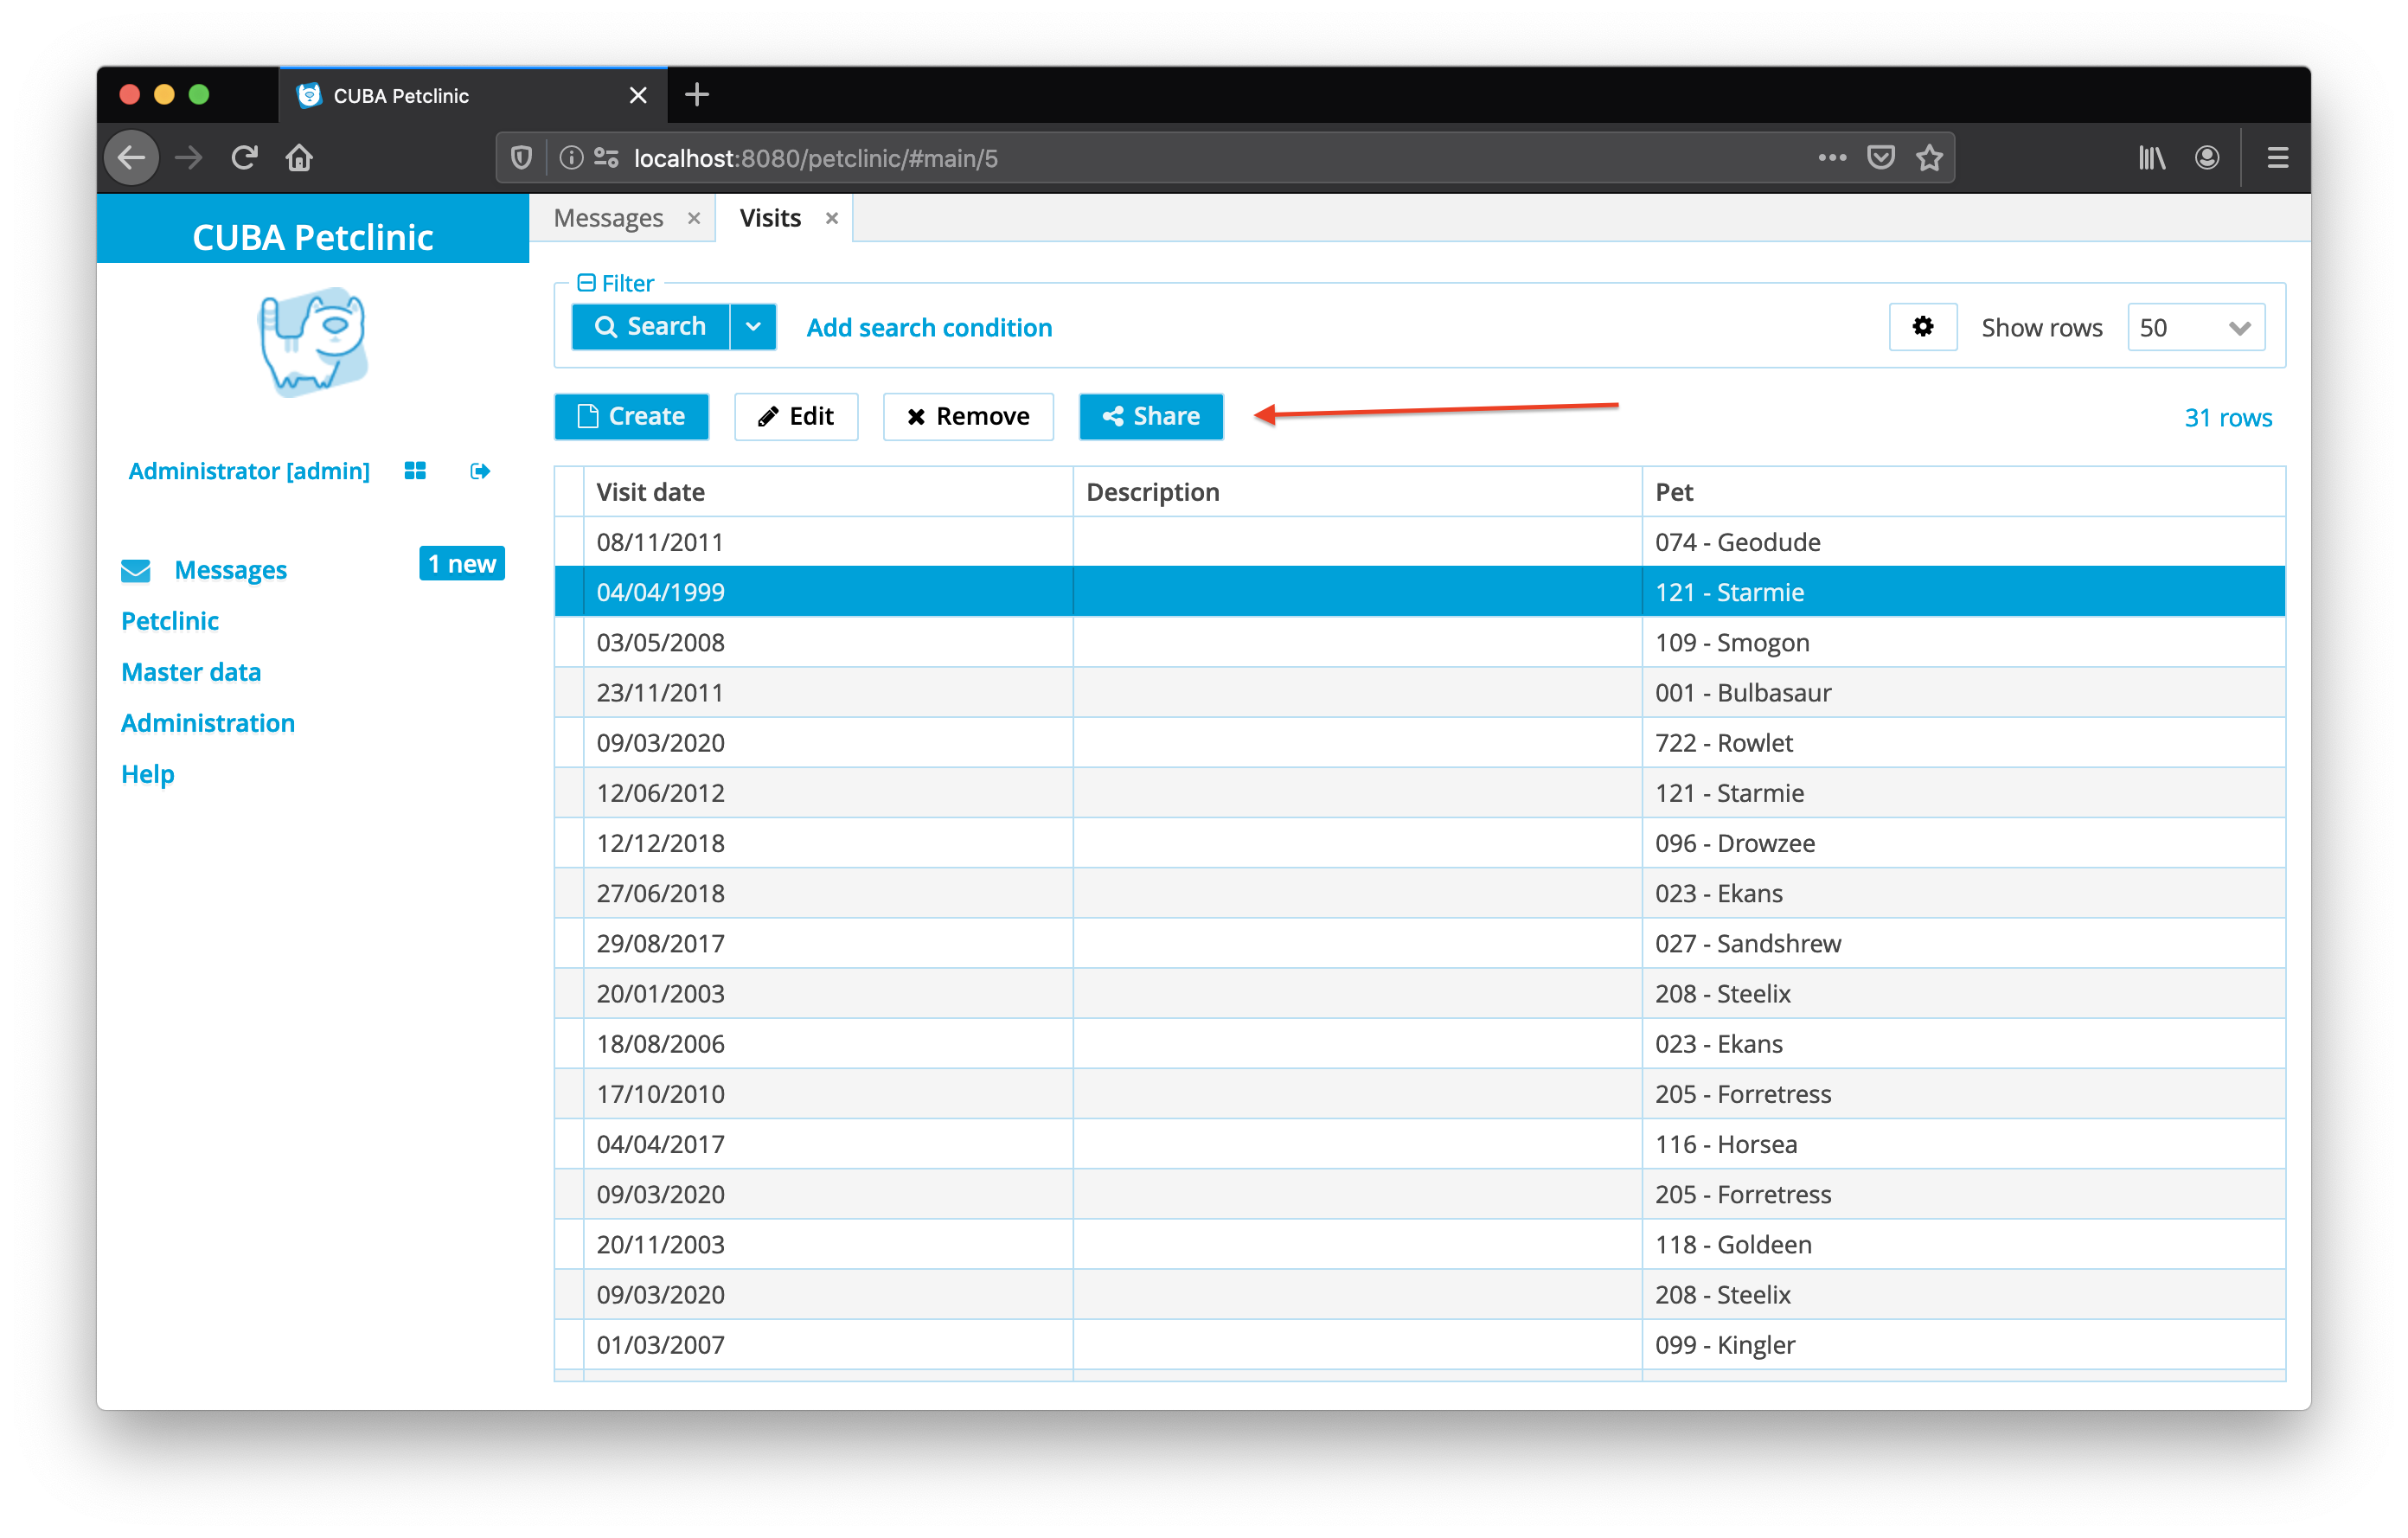 CUBA Petclinic
localhost:8080/petclinic/#main/5
CUBA Petclinic
Messages Visits
Filter
Search Add search condition Show rows 50
Create Edit Remove Share 31 rows
Administrator [admin]
Messages 1 new
Petclinic
Master data
Administration
Help
Visit date Description Pet
08/11/2011 074 - Geodude
04/04/1999 121 - Starmie
03/05/2008 109 - Smogon
23/11/2011 001 - Bulbasaur
09/03/2020 722 - Rowlet
12/06/2012 121 - Starmie
12/12/2018 096 - Drowzee
27/06/2018 023 - Ekans
29/08/2017 027 - Sandshrew
20/01/2003 208 - Steelix
18/08/2006 023 - Ekans
17/10/2010 205 - Forretress
04/04/2017 116 - Horsea
09/03/2020 205 - Forretress
20/11/2003 118 - Goldeen
09/03/2020 208 - Steelix
01/03/2007 099 - Kingler